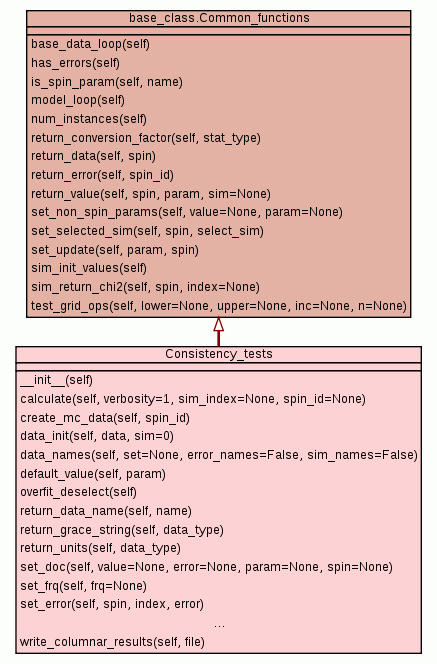 base_class.Common_functions
base_data_loop(self)
has_errors(self)
is_spin_param(self, name)
model_loop(self)
num_instances(self)
return_conversion_factor(self, stat_type)
return_data(self, spin)
return_error(self, spin_id)
return_value(self, spin, param, sim=None)
set_non_spin_params(self, value=None, param=None)
set_selected_sim(self, spin, select_sim)
set_update(self, param, spin)
sim_init_values(self)
sim_return_chi2(self, spin, index=None)
test_grid_ops(self, lower=None, upper=None, inc=None, n=None)
Consistency_tests
__init__(self)
calculate(self, verbosity=1, sim_index=None, spin_id=None)
create_mc_data(self, spin_id)
data_init(self, data, sim=0)
data_names(self, set=None, error_names=False, sim_names=False)
default_value(self, param)
overfit_deselect(self)
return_data_name(self, name)
return_grace_string(self, data_type)
return_units(self, data_type)
set_doc(self, value=None, error=None, param=None, spin=None)
set_frq(self, frq=None)
set_error(self, spin, index, error)
...
write_columnar_results(self, file)